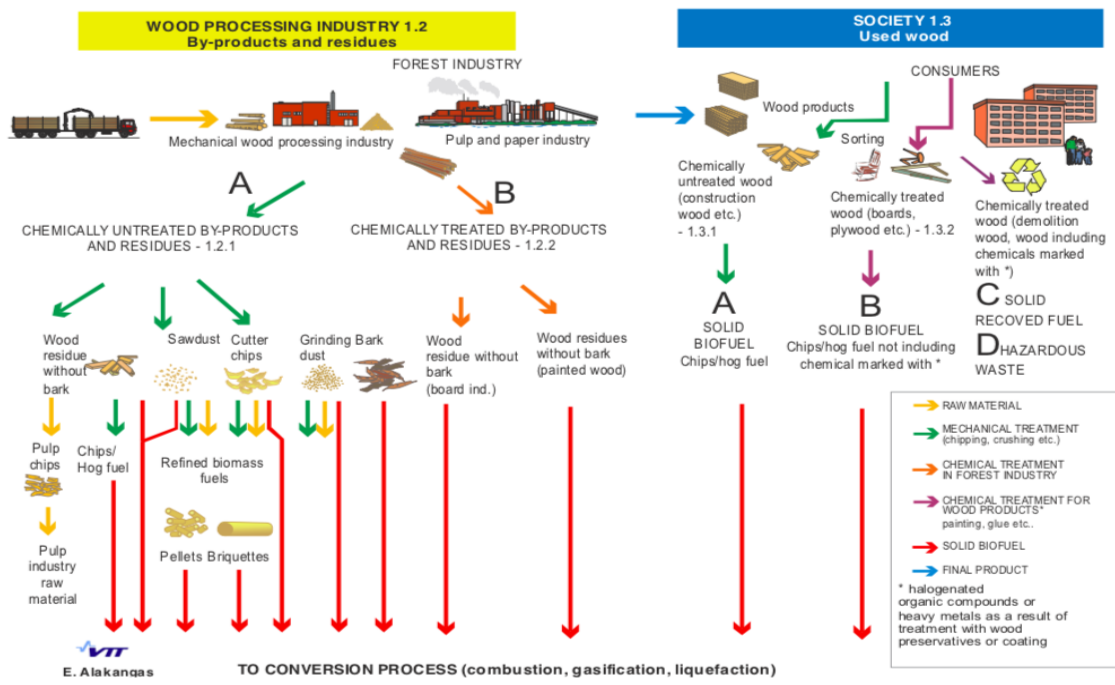 WOOD PROCESSING INDUSTRY 1.2
By-products and residues
SOCIETY 1.3
Used wood
FOREST INDUSTRY
CONSUMERS
Wood products
Mechanical wood processing industry
Pulp and paper industry
Sorting
Chemically
untreated wood
(construction
wood etc.)
- 1.3.1
Chemically treated
wood (boards,
plywood etc.) - 1.3.2
Chemically treated
wood (demolition
wood, wood including
chemicals marked
with *)
A
B
CHEMICALLY UNTREATED BY-PRODUCTS
AND RESIDUES - 1.2.1
CHEMICALLY TREATED BY-PRODUCTS
AND RESIDUES - 1.2.2
A
SOLID
BIOFUEL
Chips/hog fuel
B
SOLID BIOFUEL
Chips/hog fuel not including
chemical marked with *
C SOLID
RECOVED FUEL
D HAZARDOUS
WASTE
Wood
residue
without
bark
Sawdust
Cutter
chips
Grinding Bark
dust
Wood
residue without
bark
(board ind.)
Wood residues
without bark
(painted wood)
Pulp
chips
Chips/
Hog fuel
Refined biomass
fuels
Pellets Briquettes
Pulp
industry
raw
material
RAW MATERIAL
MECHANICAL TREATMENT
(chipping, crushing etc.)
CHEMICAL TREATMENT
IN FOREST INDUSTRY
CHEMICAL TREATMENT FOR
WOOD PRODUCTS*
painting, glue etc..
SOLID BIOFUEL
FINAL PRODUCT
* halogenated
organic compounds or
heavy metals as a result of
treatment with wood
preservatives or coating
VTT
E. Alakangas
TO CONVERSION PROCESS (combustion, gasification, liquefaction)